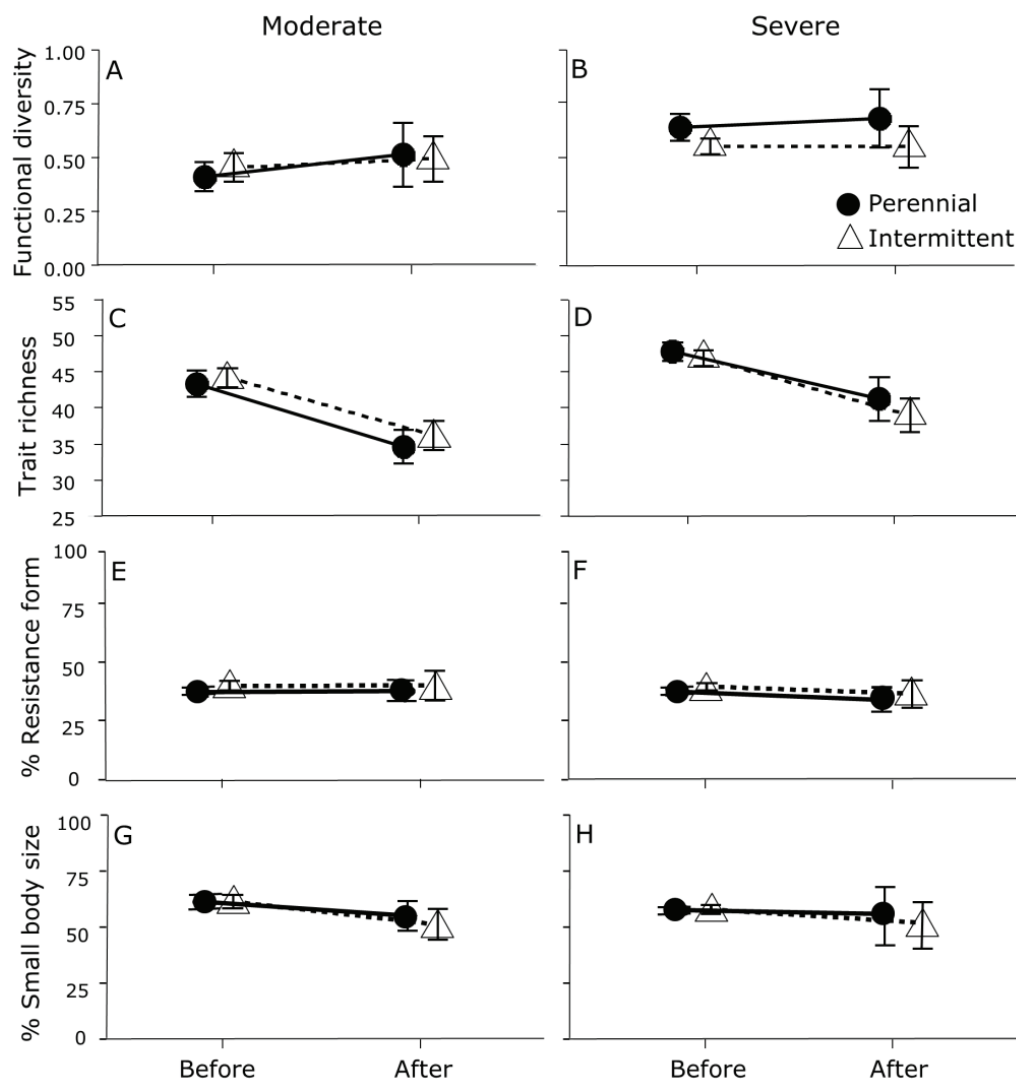 Moderate
Severe
Functional diversity
1.00
0.75
0.50
0.25
0.00
A
B
Perennial
Intermittent
Trait richness
55
50
45
40
35
30
25
C
D
% Resistance form
100
75
50
25
0
E
F
% Small body size
100
75
50
25
0
G
H
Before
After
Before
After